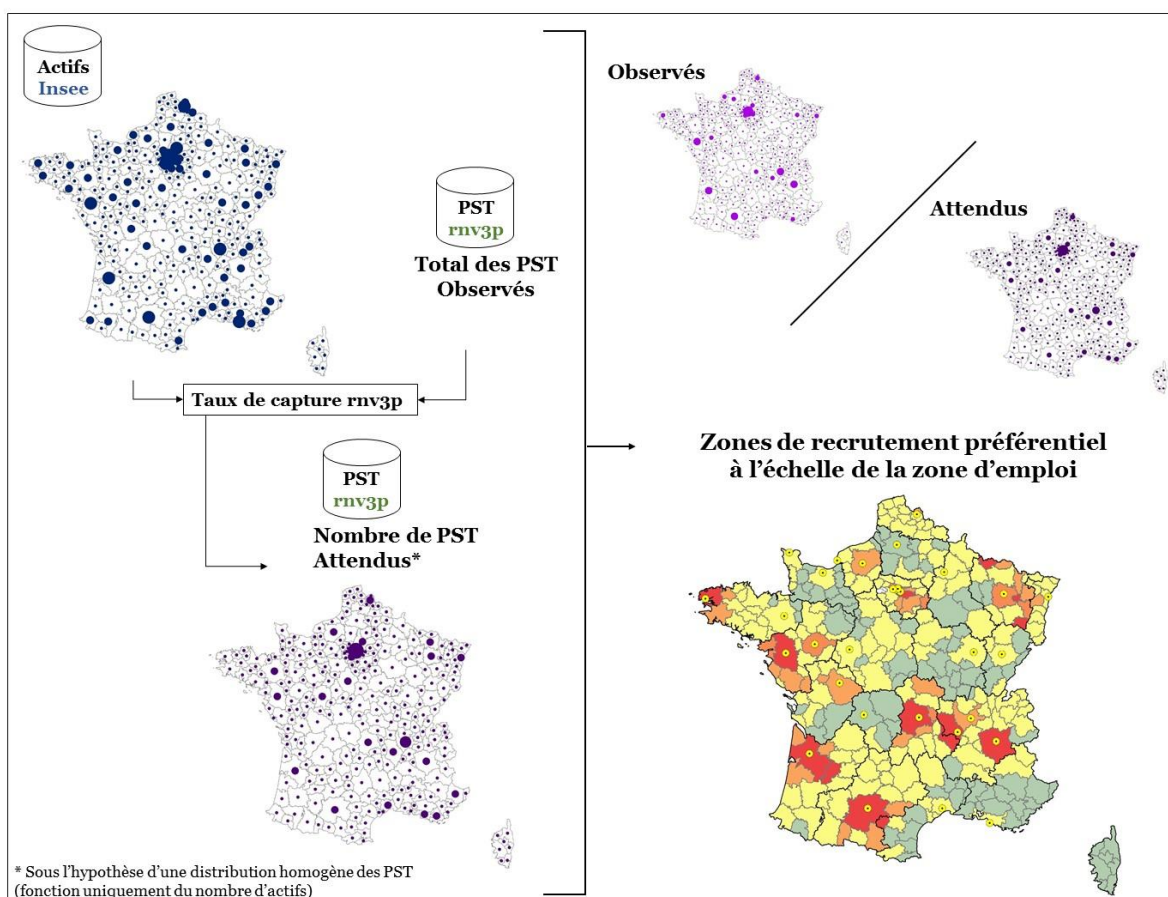 Actifs
Insee
PST
rnv3p
Total des PST
Observés
Taux de capture rnv3p
PST
rnv3p
Nombre de PST
Attendus*
* Sous l'hypothèse d'une distribution homogène des PST
(fonction uniquement du nombre d'actifs)
Observés
Attendus
Zones de recrutement préférentiel
à l'échelle de la zone d'emploi